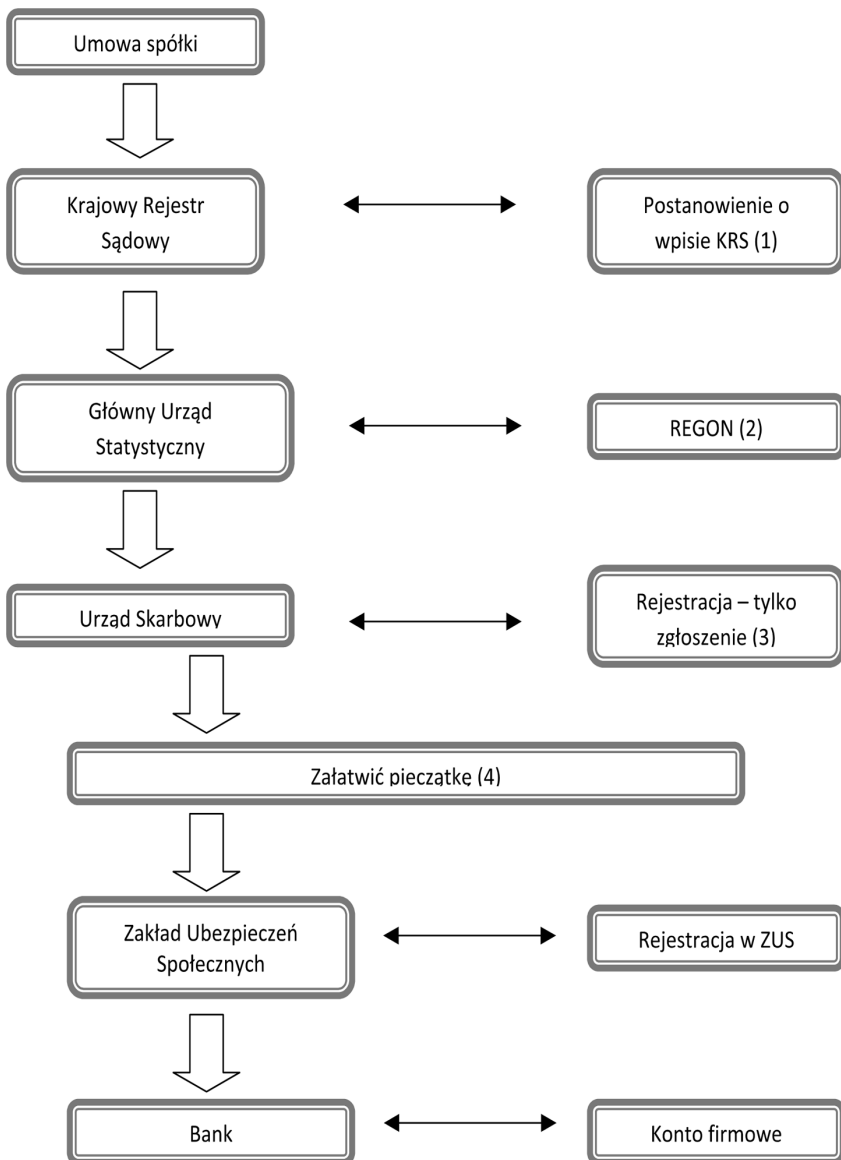 Umowa spółki
Krajowy Rejestr
Sądowy
Postanowienie o
wpisie KRS (1)
Główny Urząd
Statystyczny
REGON (2)
Urząd Skarbowy
Rejestracja – tylko
zgłoszenie (3)
Załatwić pieczątkę (4)
Zakład Ubezpieczeń
Społecznych
Rejestracja w ZUS
Bank
Konto firmowe